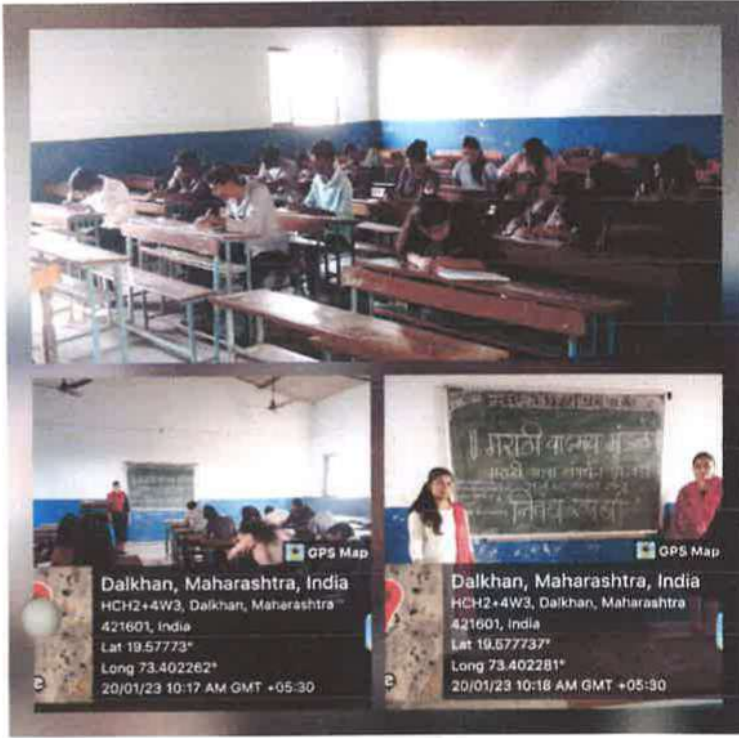 ॥ मराठी वाङ्मय मंडळ
निबंध स्पर्धा
GPS Map
Dalkhan, Maharashtra, India
HCH2+4W3, Dalkhan, Maharashtra
421601, India
Lat 19.57773°
Long 73.402262°
20/01/23 10:17 AM GMT +05:30
GPS Map
Dalkhan, Maharashtra, India
HCH2+4W3, Dalkhan, Maharashtra
421601, India
Lat 19.577737°
Long 73.402281°
20/01/23 10:18 AM GMT +05:30